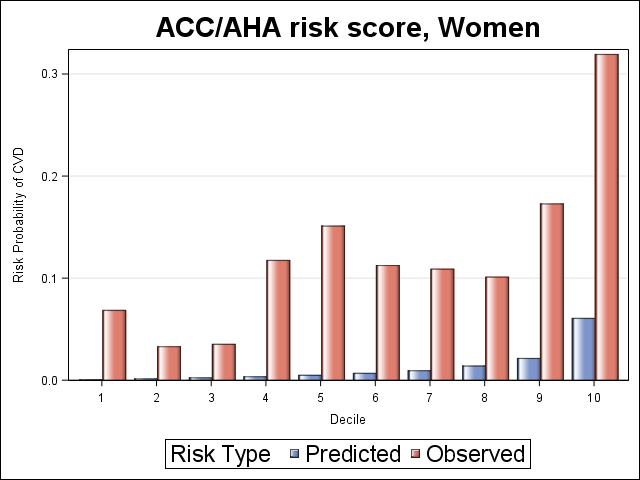 ACC/AHA risk score, Women
Risk Probability of CVD
0.3
0.2
0.1
0.0
1 2 3 4 5 6 7 8 9 10
Decile
Risk Type Predicted Observed